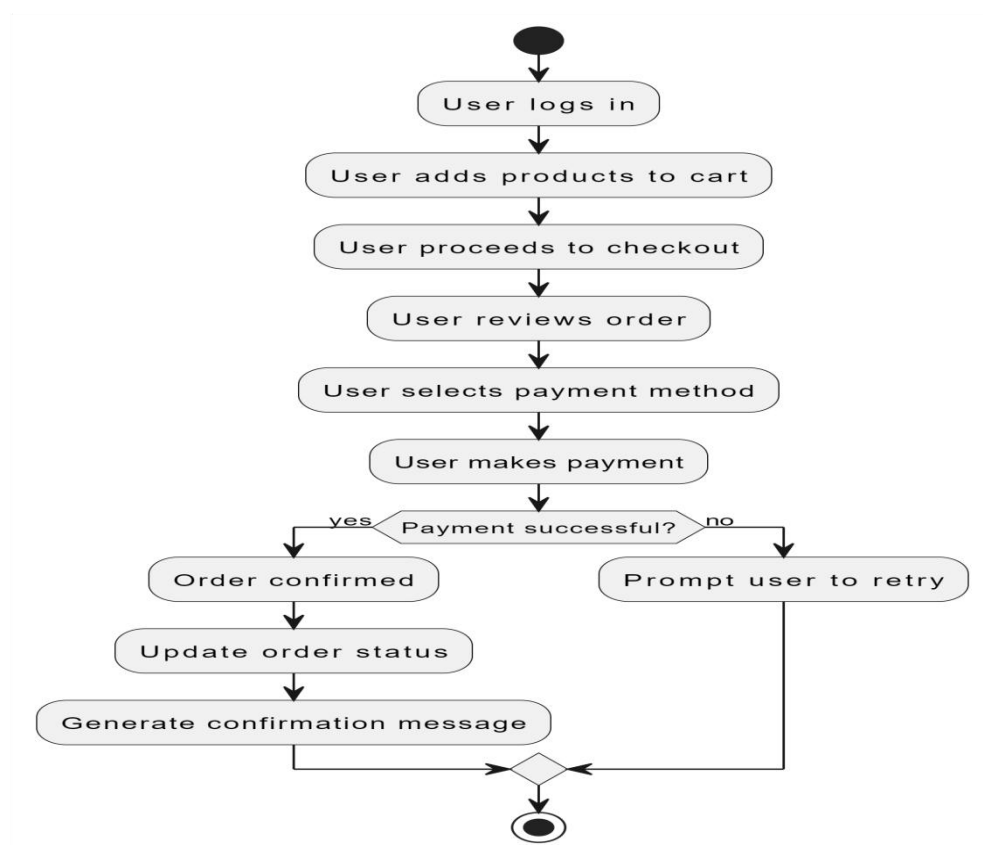 User logs in
User adds products to cart
User proceeds to checkout
User reviews order
User selects payment method
User makes payment
yes
Payment successful?
no
Order confirmed
Prompt user to retry
Update order status
Generate confirmation message